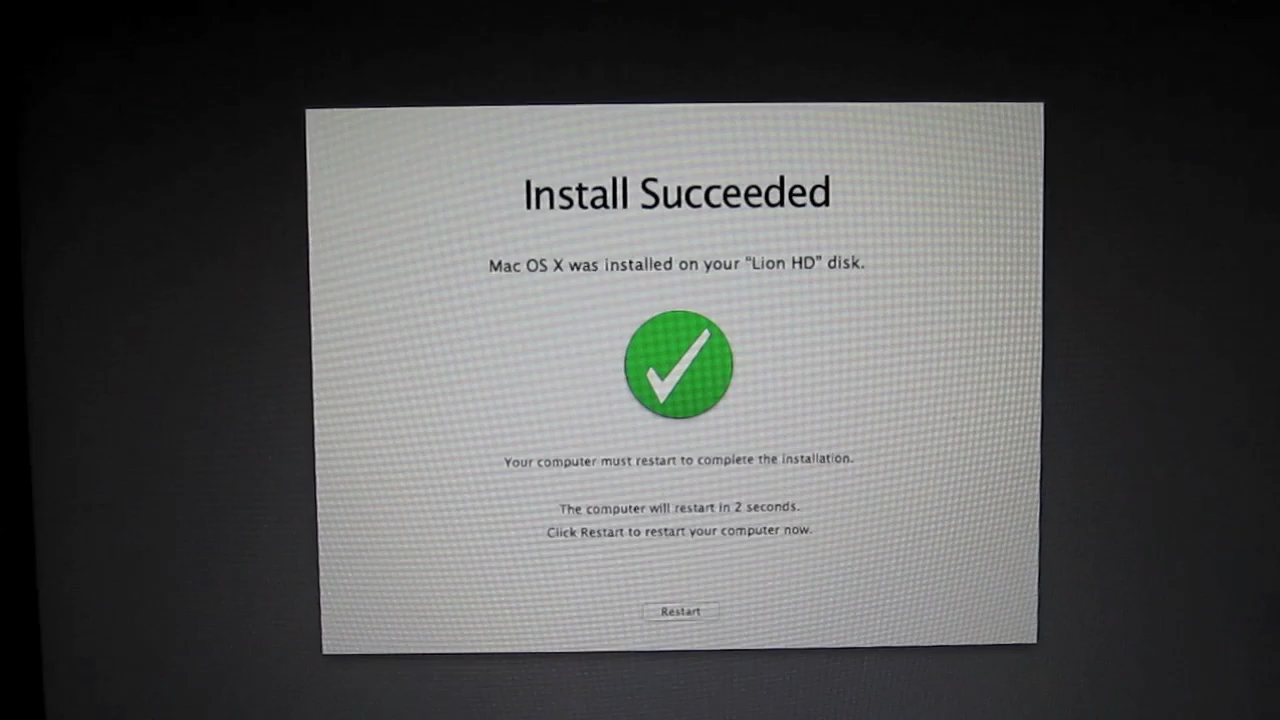 Install Succeeded
Mac OS X was installed on your “Lion HD” disk.
Your computer must restart to complete the installation.
The computer will restart in 2 seconds.
Click Restart to restart your computer now.
Restart